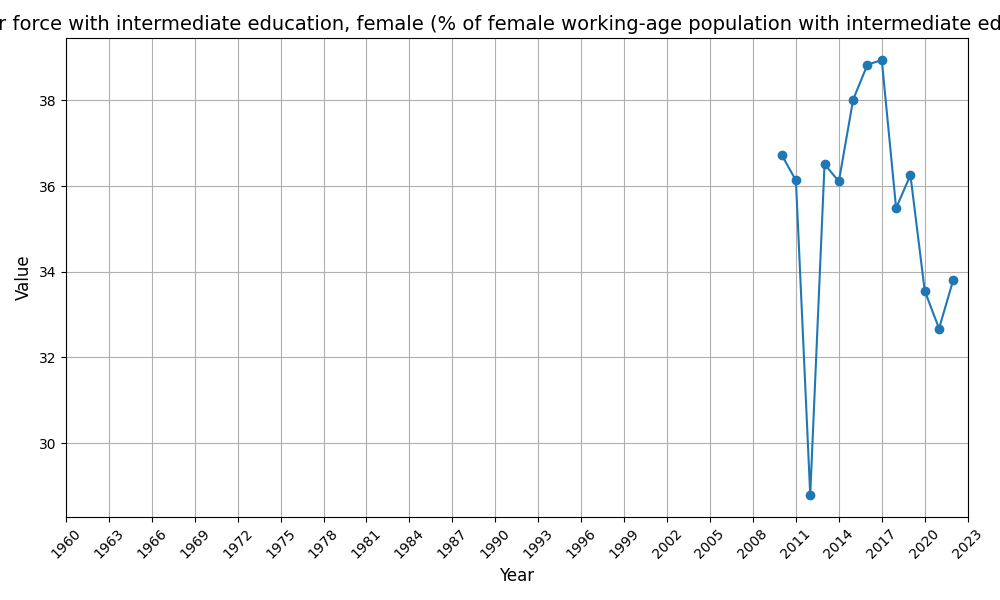 r force with intermediate education, female (% of female working-age population with intermediate ed
Value
38
36
34
32
30
1960 1963 1966 1969 1972 1975 1978 1981 1984 1987 1990 1993 1996 1999 2002 2005 2008 2011 2014 2017 2020 2023
Year